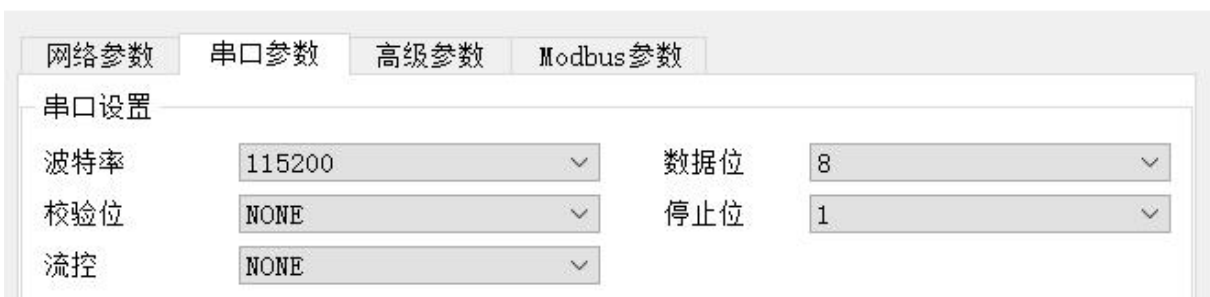 网络参数 串口参数 高级参数 Modbus参数
串口设置
波特率 115200 数据位 8
校验位 NONE 停止位 1
流控 NONE